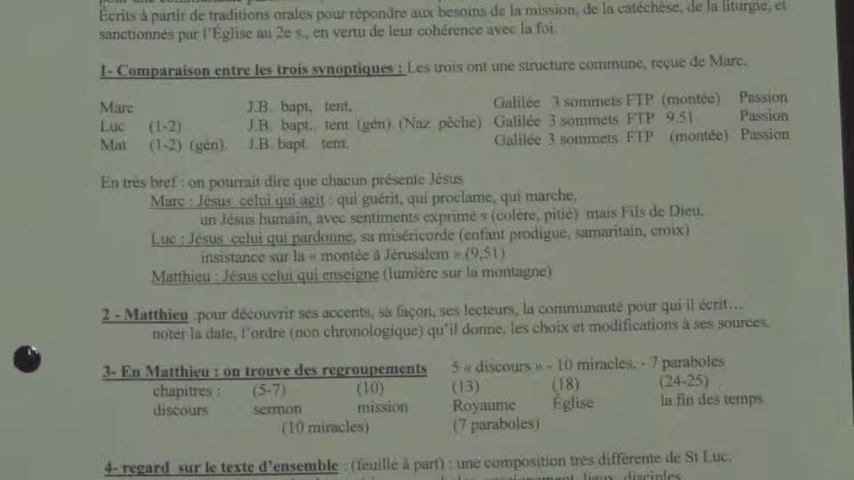 Écrits à partir de traditions orales pour répondre aux besoins de la mission, de la catéchèse, de la liturgie, et
sanctionnés par l'Église au 2e s., en vertu de leur cohérence avec la foi.
1- Comparaison entre les trois synoptiques : Les trois ont une structure commune, reçue de Marc.
Marc J.B. bapt, tent, Galilée 3 sommets FTP (montée) Passion
Luc (1-2) J.B. bapt., tent (gén) (Naz pêche) Galilée 3 sommets FTP 9.51 Passion
Mat (1-2) (gén). J.B. bapt. tent. Galilée 3 sommets FTP (montée) Passion
En très bref : on pourrait dire que chacun présente Jésus
Marc : Jésus celui qui agit : qui guérit, qui proclame, qui marche,
un Jésus humain, avec sentiments exprimé s (colère, pitié) mais Fils de Dieu.
Luc : Jésus celui qui pardonne, sa miséricorde (enfant prodigue, samaritain, croix)
insistance sur la « montée à Jérusalem ».(9,51)
Matthieu : Jésus celui qui enseigne (lumière sur la montagne)
2 - Matthieu :pour découvrir ses accents, sa façon, ses lecteurs, la communauté pour qui il écrit…
noter la date, l'ordre (non chronologique) qu'il donne, les choix et modifications à ses sources.
3- En Matthieu : on trouve des regroupements 5 « discours » - 10 miracles. - 7 paraboles
chapitres : (5-7) (10) (13) (18) (24-25)
discours sermon mission Royaume Église la fin des temps
(10 miracles) (7 paraboles)
4- regard sur le texte d'ensemble : (feuille à part) : une composition très différente de St Luc.
lieux, disciples